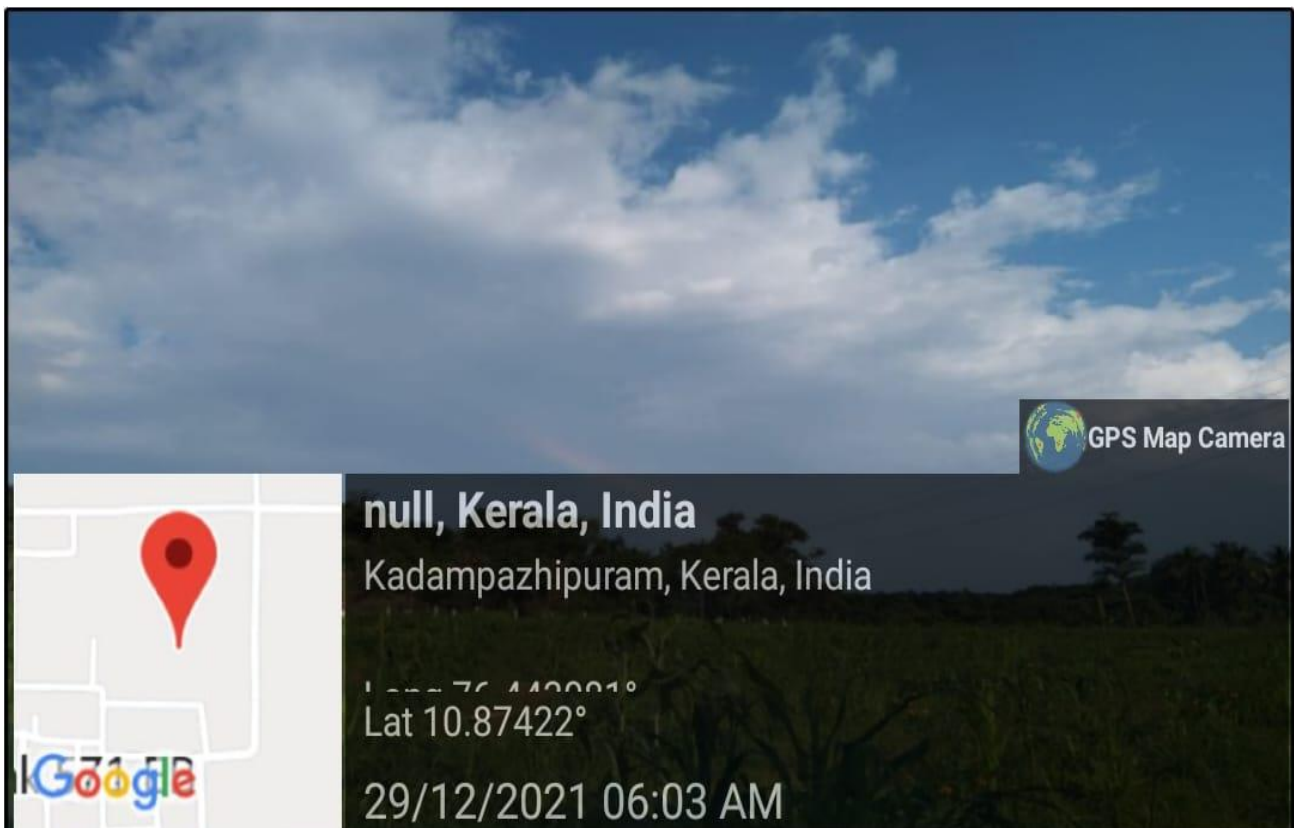 GPS Map Camera
null, Kerala, India
Kadampazhipuram, Kerala, India
Lat 10.87422°
29/12/2021 06:03 AM
Google